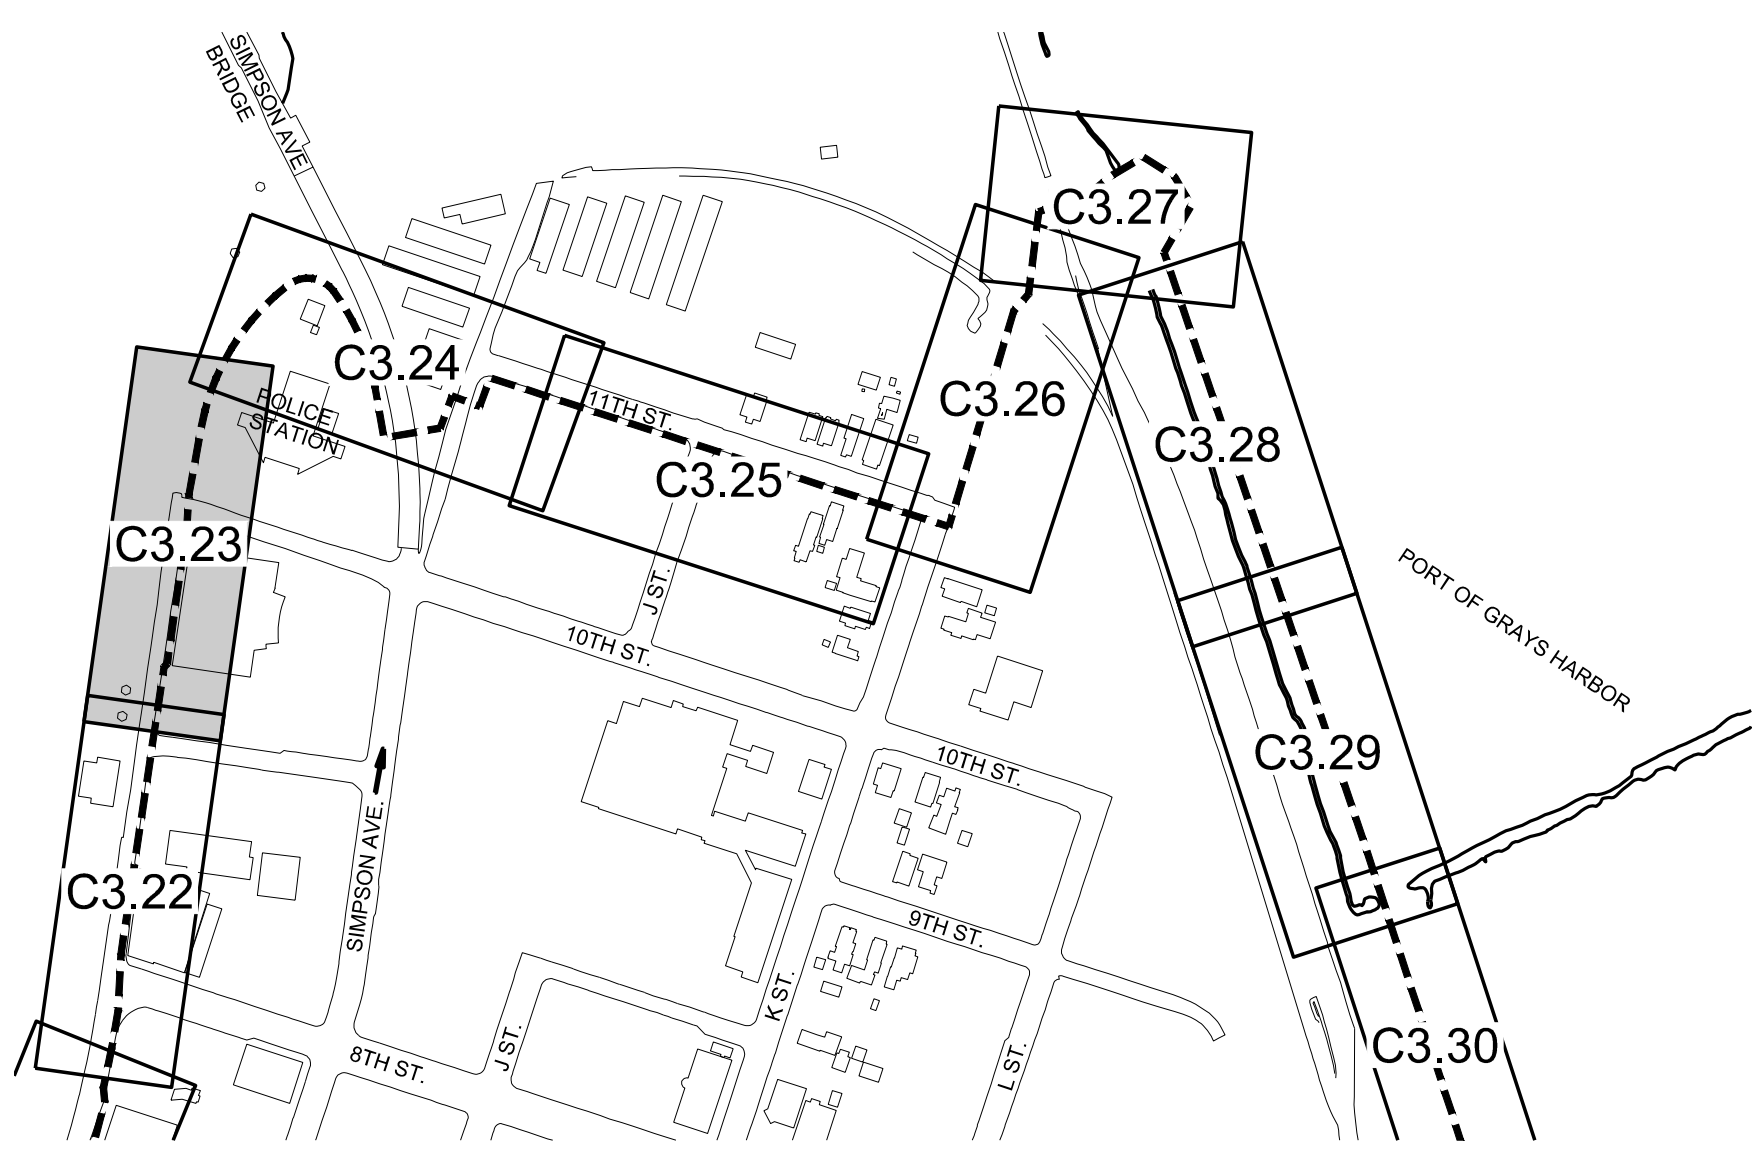 SIMPSON AVE
BRIDGE
C3.27
C3.24
C3.26
POLICE
STATION
11TH ST.
C3.25
C3.28
C3.23
PORT OF GRAYS HARBOR
J ST.
10TH ST.
C3.29
10TH ST.
SIMPSON AVE.
C3.22
9TH ST.
K ST.
J ST.
8TH ST.
L ST.
C3.30